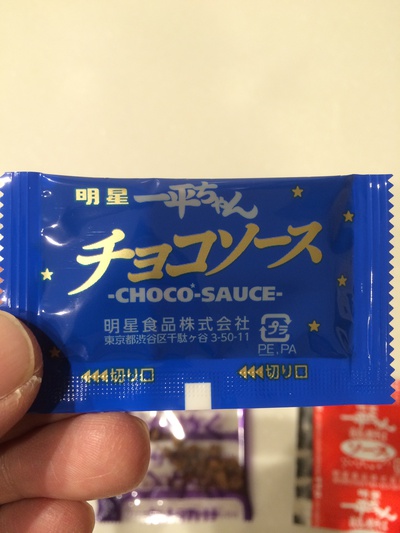 明星 一平ちゃん
チョコソース
-CHOCO-SAUCE-
明星食品株式会社
東京都渋谷区千駄ヶ谷3-50-11
プラ
PE,PA
切り口 切り口